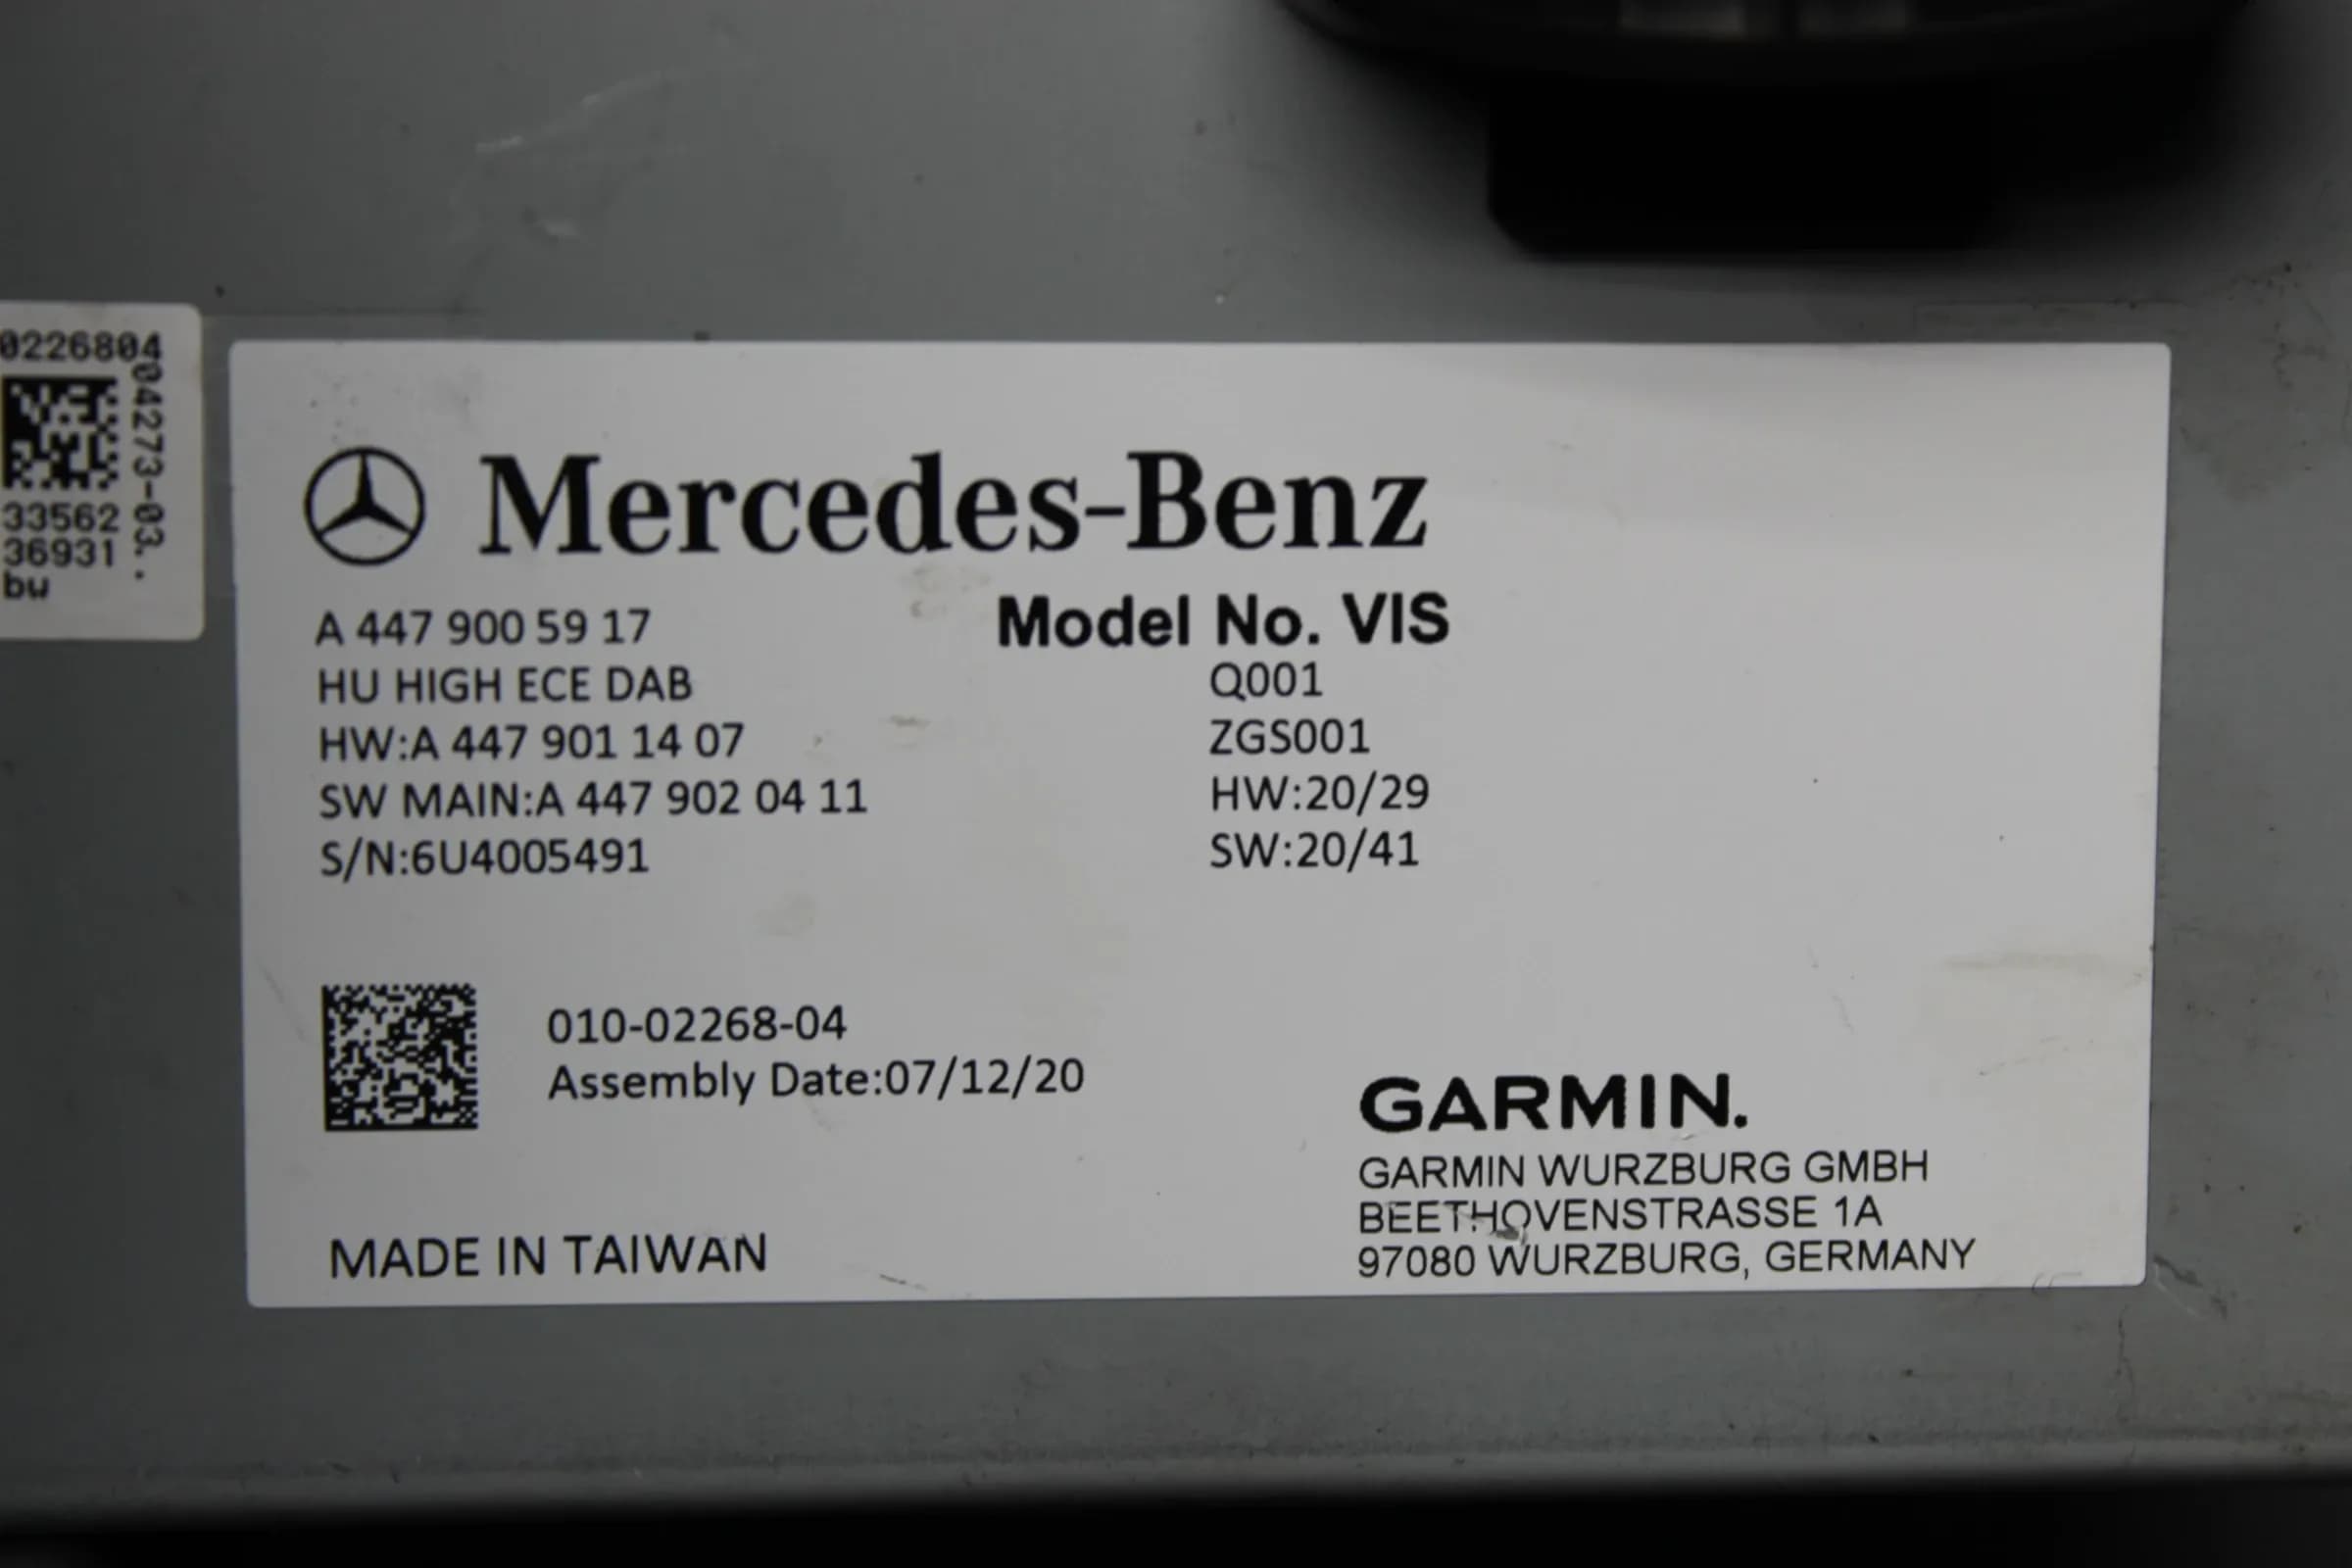 0226804
04273-03..
33562
36931
bw
Mercedes-Benz
A 447 900 59 17
Model No. VIS
HU HIGH ECE DAB
Q001
HW:A 447 901 14 07
ZGS001
SW MAIN:A 447 902 04 11
HW:20/29
S/N:6U4005491
SW:20/41
010-02268-04
Assembly Date:07/12/20
GARMIN.
GARMIN WURZBURG GMBH
BEETHOVENSTRASSE 1A
97080 WURZBURG, GERMANY
MADE IN TAIWAN